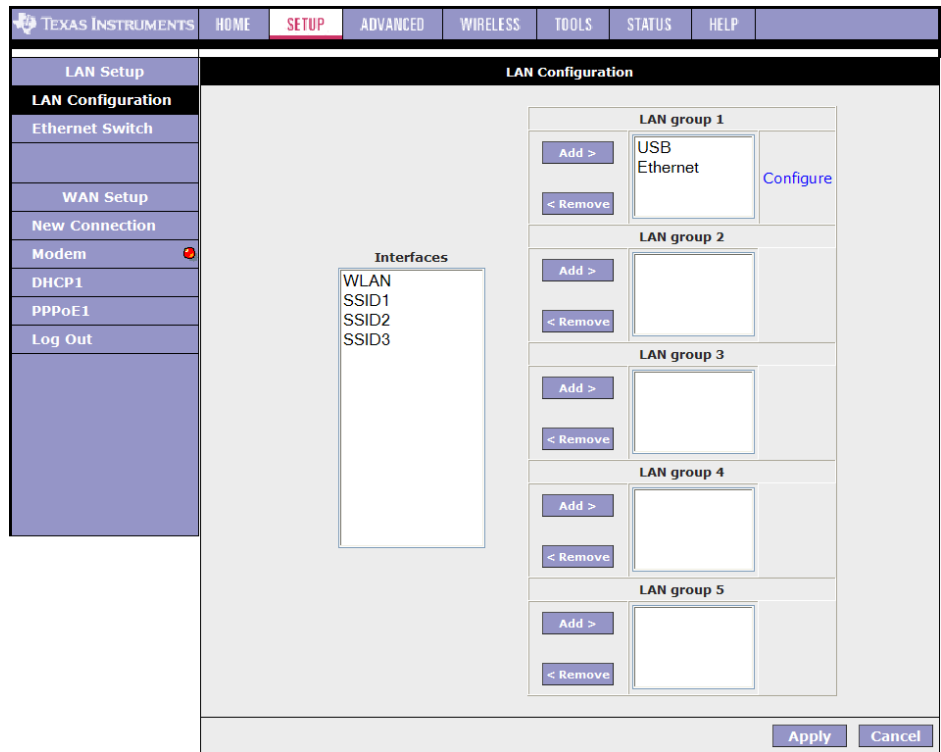 TEXAS INSTRUMENTS HOME SETUP ADVANCED WIRELESS TOOLS STATUS HELP
LAN Setup
LAN Configuration
Ethernet Switch
WAN Setup
New Connection
Modem
DHCP1
PPPoE1
Log Out
LAN Configuration
Interfaces
WLAN
SSID1
SSID2
SSID3
LAN group 1
Add >
< Remove
USB
Ethernet
Configure
LAN group 2
Add >
< Remove
LAN group 3
Add >
< Remove
LAN group 4
Add >
< Remove
LAN group 5
Add >
< Remove
Apply Cancel